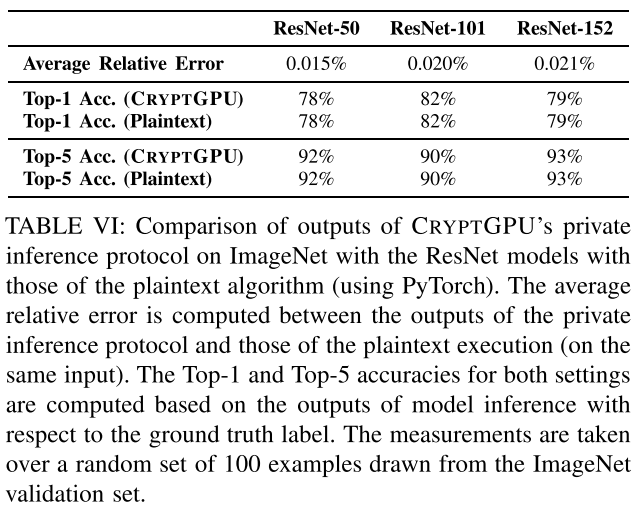 ResNet-50 ResNet-101 ResNet-152
Average Relative Error 0.015% 0.020% 0.021%
Top-1 Acc. (CRYPTGPU) 78% 82% 79%
Top-1 Acc. (Plaintext) 78% 82% 79%
Top-5 Acc. (CRYPTGPU) 92% 90% 93%
Top-5 Acc. (Plaintext) 92% 90% 93%
TABLE VI: Comparison of outputs of CRYPTGPU's private
inference protocol on ImageNet with the ResNet models with
those of the plaintext algorithm (using PyTorch). The average
relative error is computed between the outputs of the private
inference protocol and those of the plaintext execution (on the
same input). The Top-1 and Top-5 accuracies for both settings
are computed based on the outputs of model inference with
respect to the ground truth label. The measurements are taken
over a random set of 100 examples drawn from the ImageNet
validation set.